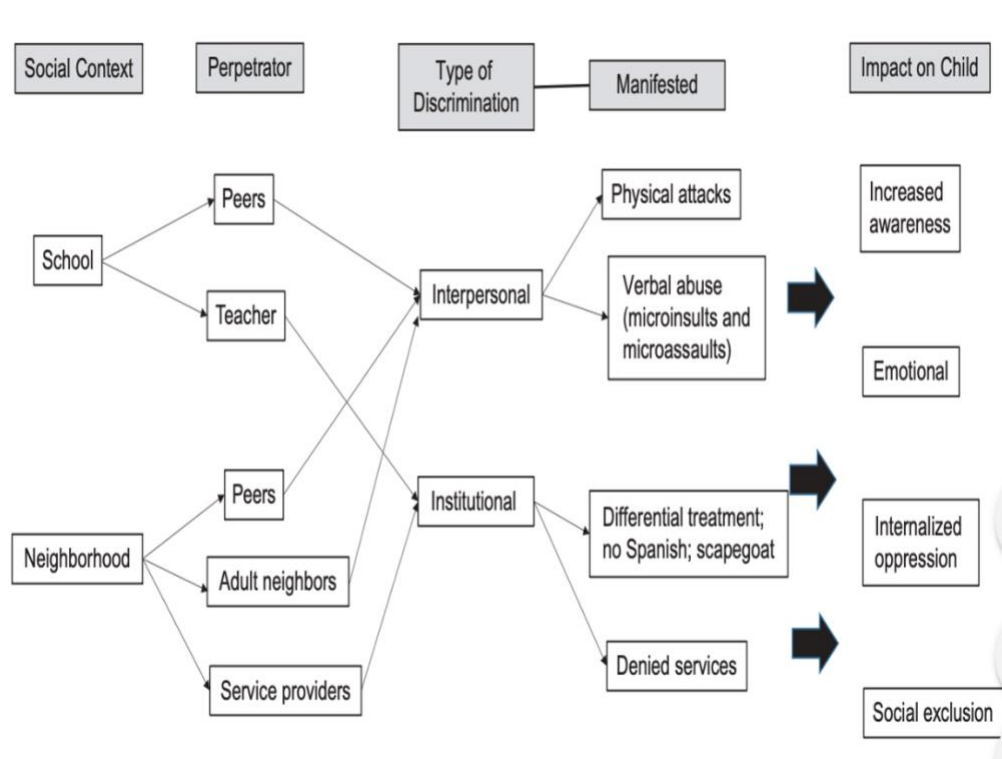 Social Context
Perpetrator
Type of
Discrimination
Manifested
Impact on Child
School
Peers
Teacher
Interpersonal
Physical attacks
Verbal abuse
(microinsults and
microassaults)
Increased
awareness
Emotional
Neighborhood
Peers
Adult neighbors
Service providers
Institutional
Differential treatment;
no Spanish; scapegoat
Denied services
Internalized
oppression
Social exclusion